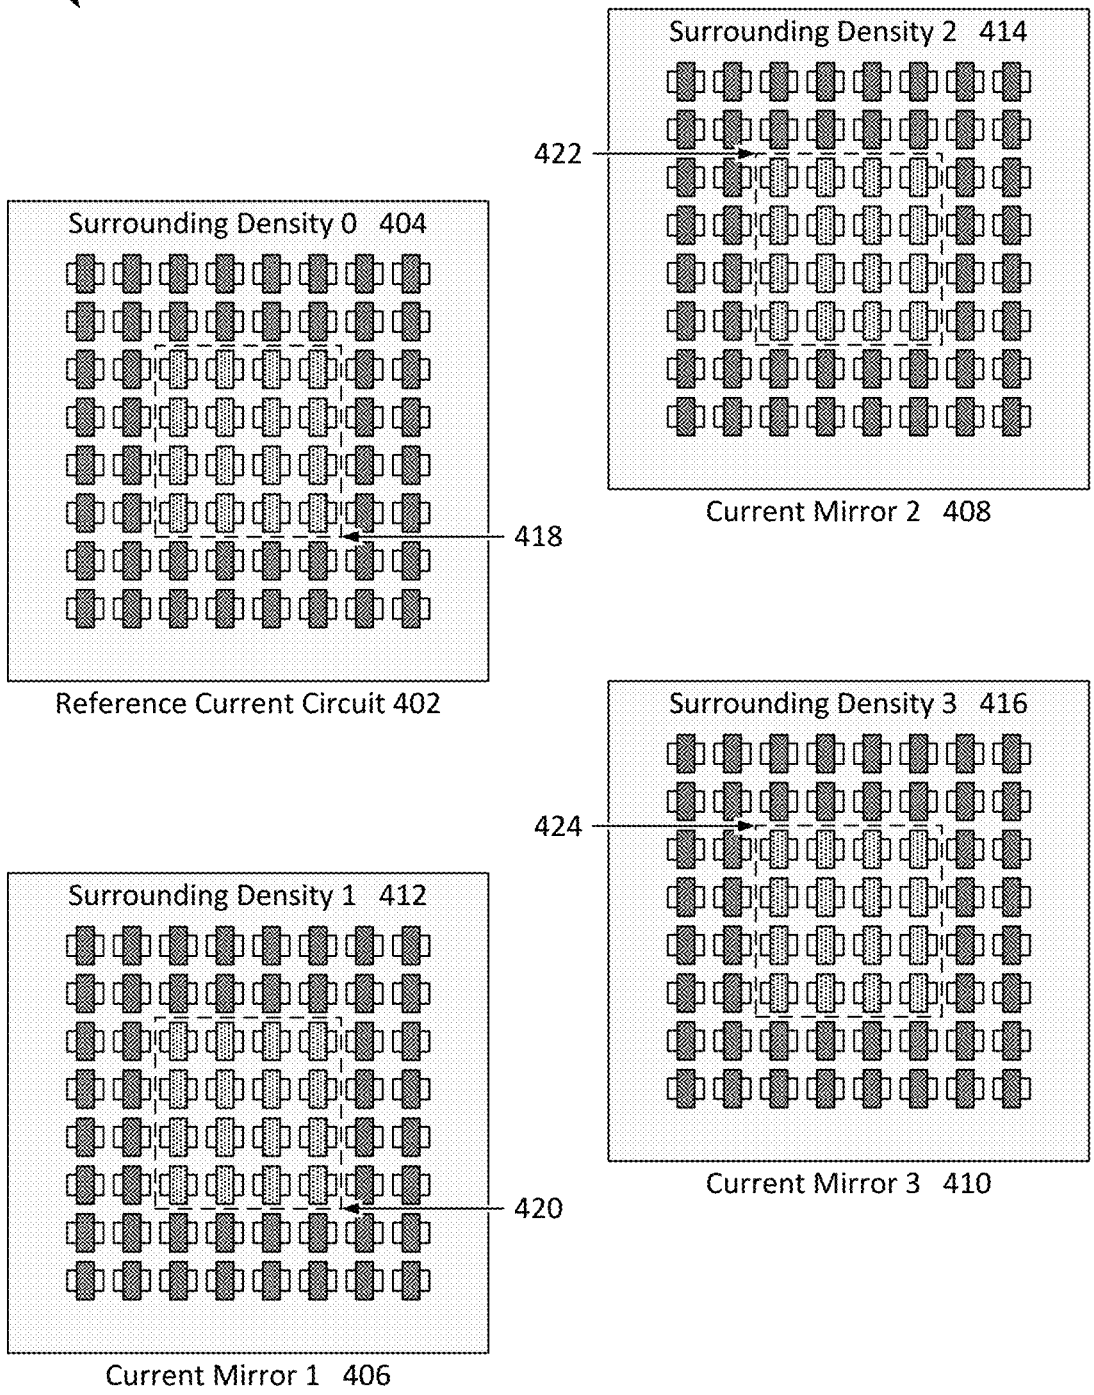 Surrounding Density 2 414
422
Current Mirror 2 408
Surrounding Density 0 404
418
Reference Current Circuit 402
Surrounding Density 3 416
424
Current Mirror 3 410
Surrounding Density 1 412
420
Current Mirror 1 406